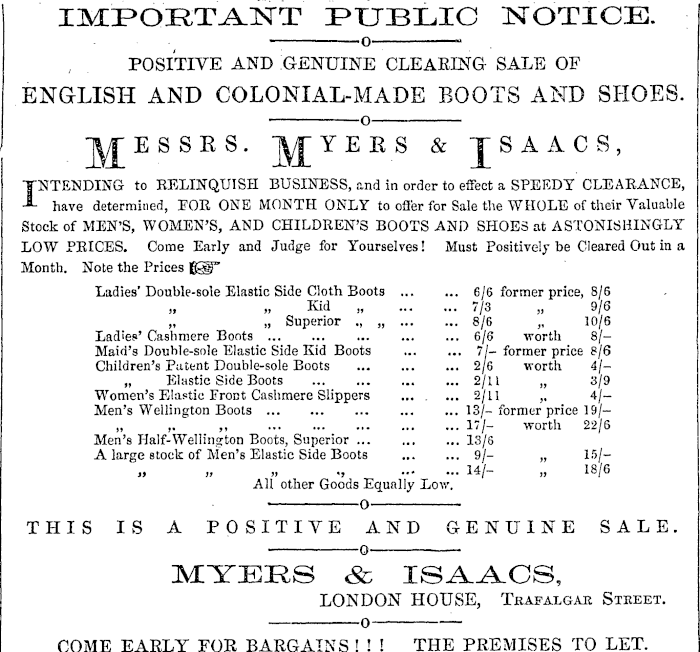 IMPORTANT PUBLIC NOTICE.
POSITIVE AND GENUINE CLEARING SALE OF
ENGLISH AND COLONIAL-MADE BOOTS AND SHOES.
MESSRS. MYERS & ISAACS,
INTENDING to RELINQUISH BUSINESS, and in order to effect a SPEEDY CLEARANCE,
have determined, FOR ONE MONTH ONLY to offer for Sale the WHOLE of their Valuable
Stock of MEN'S, WOMEN'S, AND CHILDREN'S BOOTS AND SHOES at ASTONISHINGLY
LOW PRICES. Come Early and Judge for Yourselves! Must Positively be Cleared Out in a
Month. Note the Prices ☞
Ladies' Double-sole Elastic Side Cloth Boots ... ... 6/6 former price, 8/6
„ „ Kid „ ... ... 7/3 „ 9/6
„ „ Superior „ „ ... ... 8/6 „ 10/6
Ladies' Cashmere Boots ... ... ... ... ... 6/6 worth 8/-
Maid's Double-sole Elastic Side Kid Boots ... ... 7/- former price 8/6
Children's Patent Double-sole Boots ... ... ... 2/6 worth 4/-
„ Elastic Side Boots ... ... ... ... 2/11 „ 3/9
Women's Elastic Front Cashmere Slippers ... ... 2/11 „ 4/-
Men's Wellington Boots ... ... ... ... ... 13/- former price 19/-
„ „ „ ... ... ... ... ... 17/- worth 22/6
Men's Half-Wellington Boots, Superior ... ... ... 13/6
A large stock of Men's Elastic Side Boots ... ... 9/- „ 15/-
„ „ „ „ ... ... 14/- „ 18/6
All other Goods Equally Low.
THIS IS A POSITIVE AND GENUINE SALE.
MYERS & ISAACS,
LONDON HOUSE, TRAFALGAR STREET.
COME EARLY FOR BARGAINS!!! THE PREMISES TO LET.